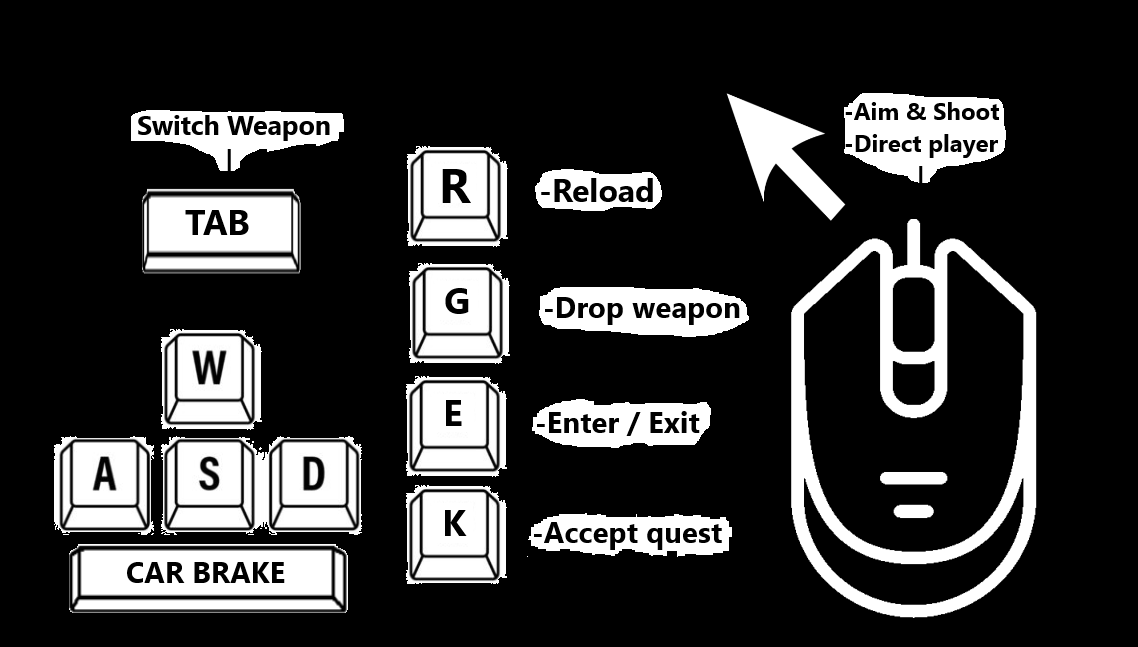 Switch Weapon
TAB
W
A S D
CAR BRAKE
R -Reload
G -Drop weapon
E -Enter / Exit
K -Accept quest
-Aim & Shoot
-Direct player